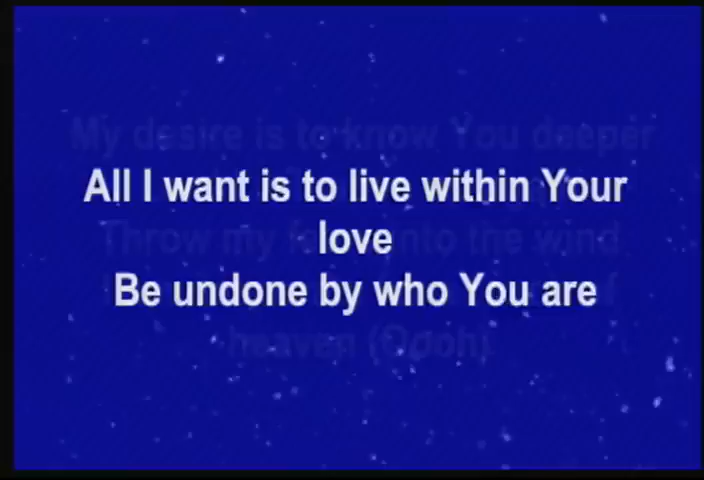 My desire is to know You deeper
All I want is to live within Your
Throw my into the wind
love
Be undone by who You are
heaven (Oooh)